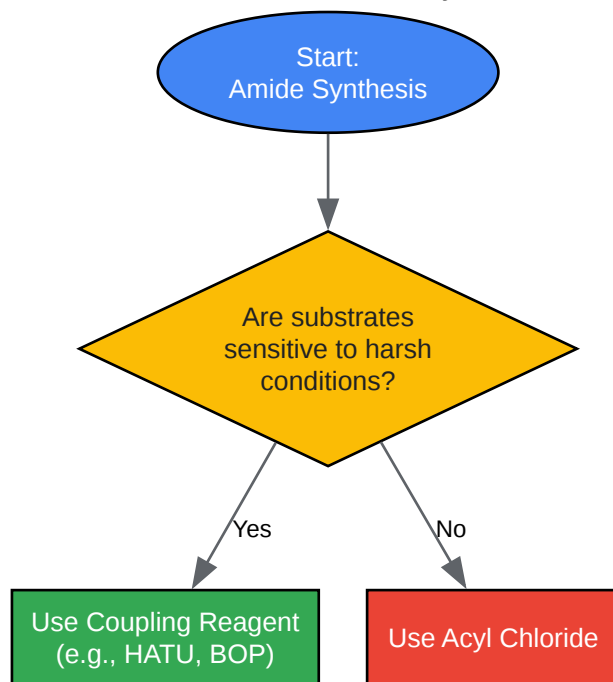 Start:
Amide Synthesis
Are substrates
sensitive to harsh
conditions?
Yes
No
Use Coupling Reagent
(e.g., HATU, BOP)
Use Acyl Chloride